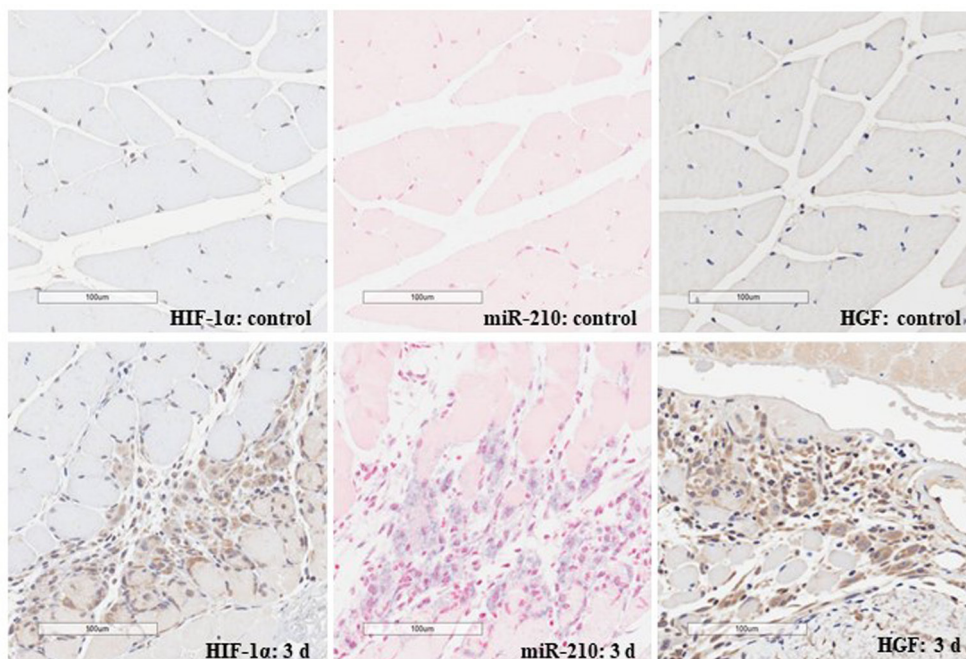 100um
HIF-1α: control
100um
miR-210: control
100um
HGF: control
HIF-1α: 3 d
100um
miR-210: 3 d
100um
HGF: 3 d